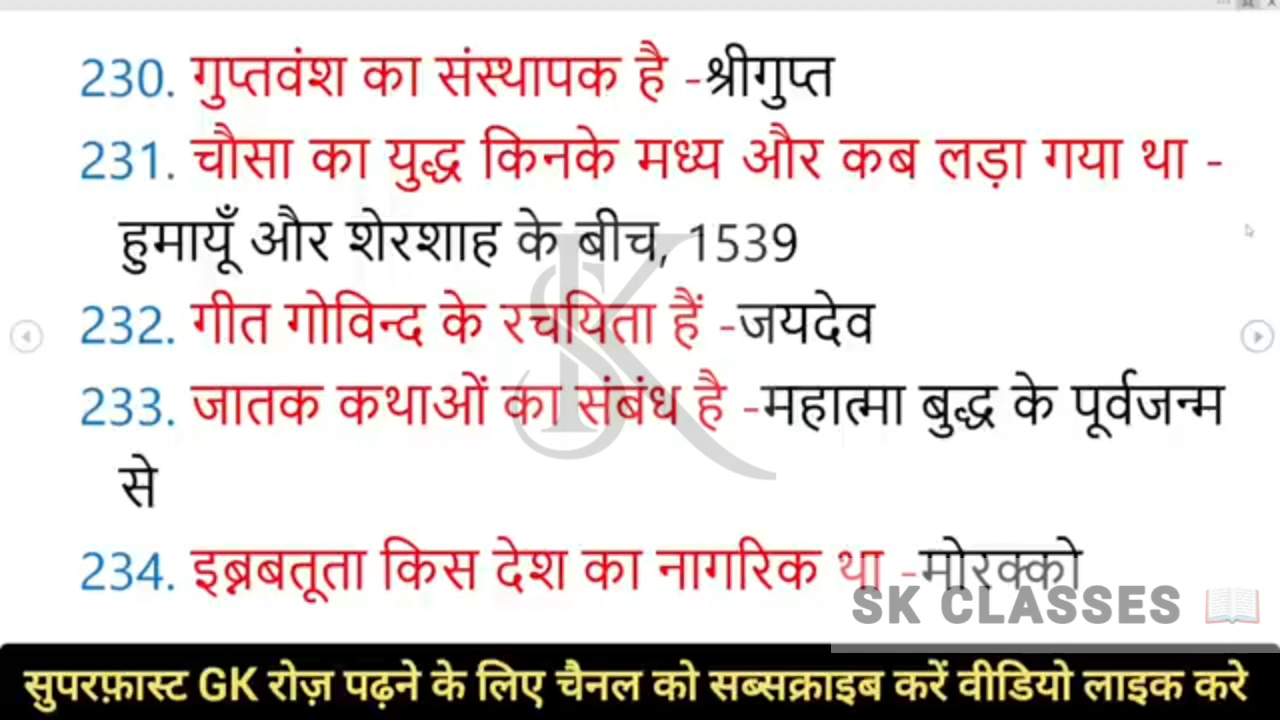 230. गुप्तवंश का संस्थापक है -श्रीगुप्त
231. चौसा का युद्ध किनके मध्य और कब लड़ा गया था -
हुमायूँ और शेरशाह के बीच, 1539
232. गीत गोविन्द के रचयिता हैं -जयदेव
233. जातक कथाओं का संबंध है -महात्मा बुद्ध के पूर्वजन्म
से
234. इब्नबतूता किस देश का नागरिक था -मोरक्को
SK CLASSES
सुपरफ़ास्ट GK रोज़ पढ़ने के लिए चैनल को सब्सक्राइब करें वीडियो लाइक करे